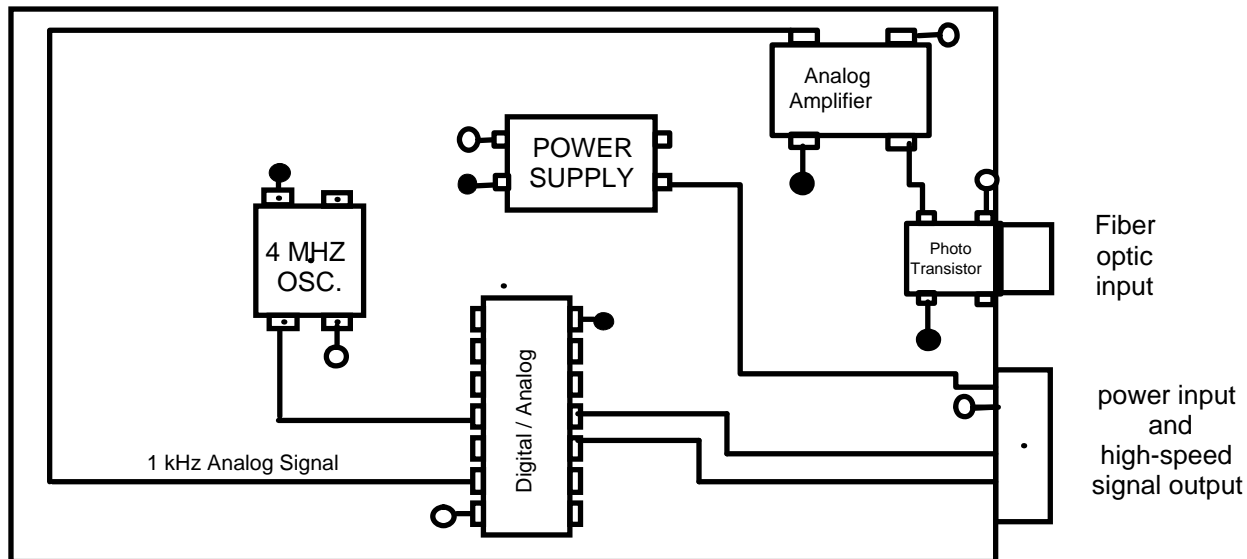 Analog
Amplifier
POWER
SUPPLY
4 MHZ
OSC.
Photo
Transistor
Fiber
optic
input
Digital / Analog
1 kHz Analog Signal
power input
and
high-speed
signal output